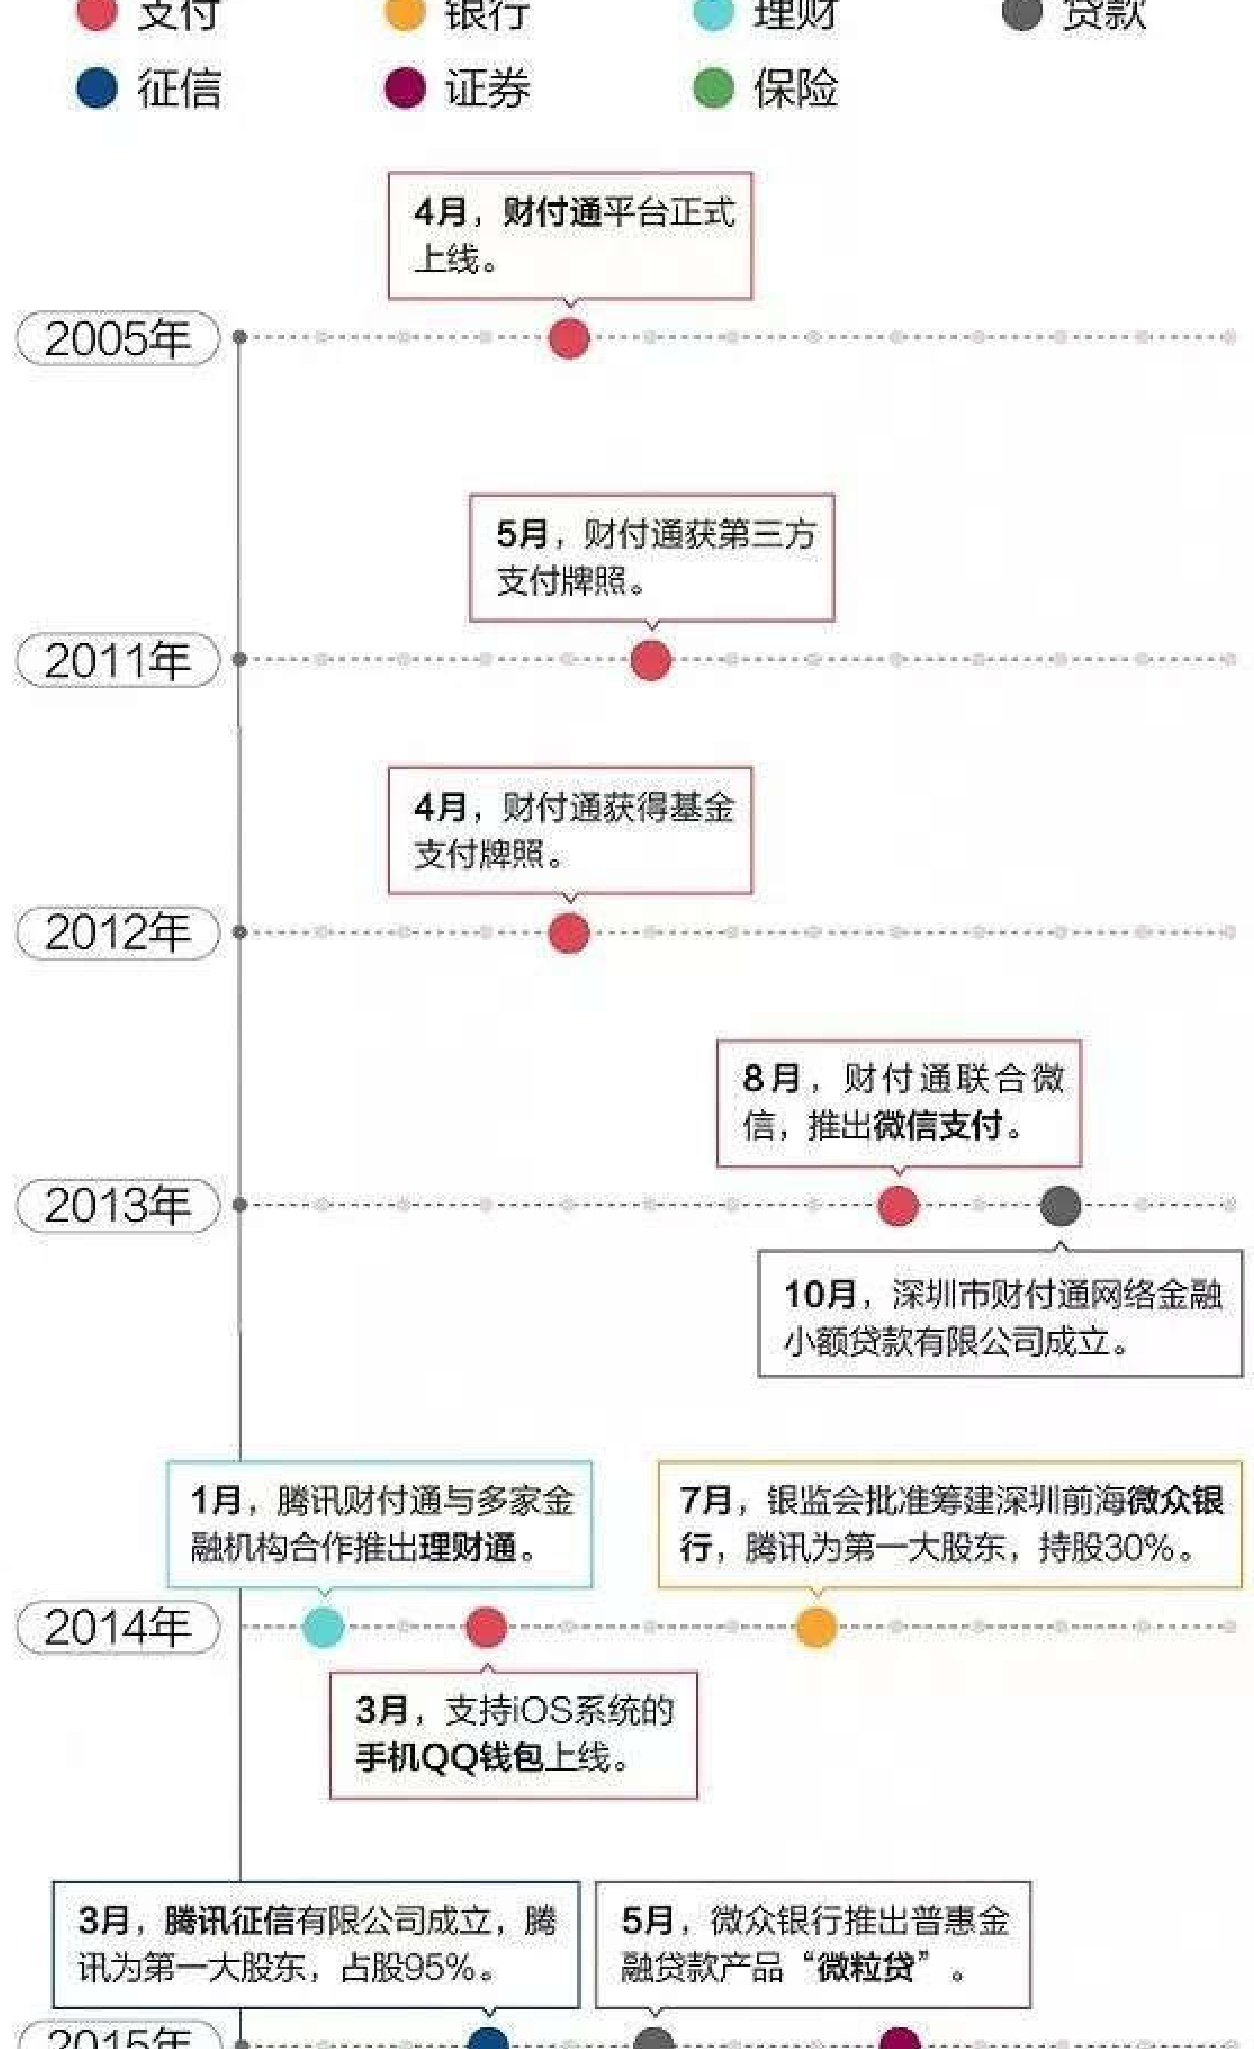 支付 银行 理财 贷款
征信 证券 保险
4月，财付通平台正式
上线。
2005年
5月，财付通获第三方
支付牌照。
2011年
4月，财付通获得基金
支付牌照。
2012年
8月，财付通联合微
信，推出微信支付。
2013年
10月，深圳市财付通网络金融
小额贷款有限公司成立。
1月，腾讯财付通与多家金
融机构合作推出理财通。
7月，银监会批准筹建深圳前海微众银
行，腾讯为第一大股东，持股30%。
2014年
3月，支持iOS系统的
手机QQ钱包上线。
3月，腾讯征信有限公司成立，腾
讯为第一大股东，占股95%。
5月，微众银行推出普惠金
融贷款产品“微粒贷”。
2015年